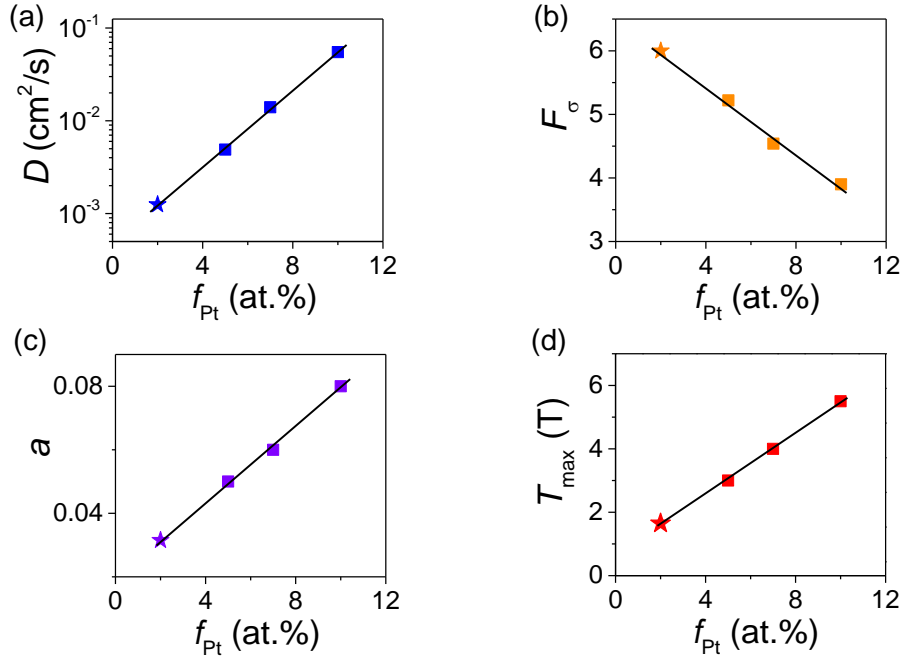 (a)
D (cm²/s)
10⁻¹
10⁻²
10⁻³
0 4 8 12
f_Pt (at.%)
(b)
F_σ
6
5
4
3
0 4 8 12
f_Pt (at.%)
(c)
a
0.08
0.04
0 4 8 12
f_Pt (at.%)
(d)
T_max (T)
6
4
2
0
0 4 8 12
f_Pt (at.%)